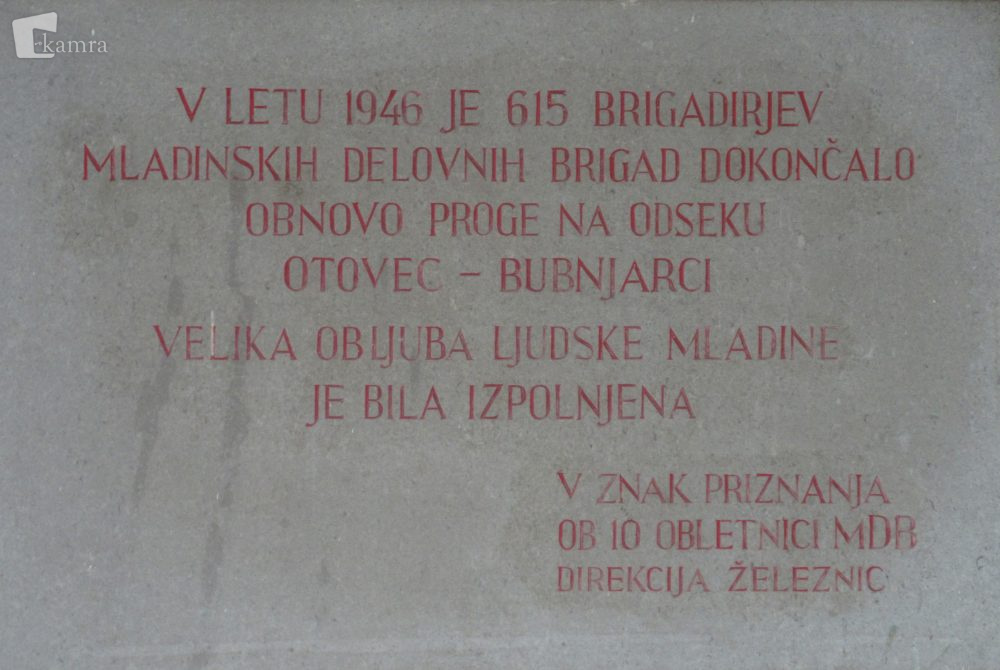 kamra
V LETU 1946 JE 615 BRIGADIRJEV
MLADINSKIH DELOVNIH BRIGAD DOKONČALO
OBNOVO PROGE NA ODSEKU
OTOVEC – BUBNJARCI
VELIKA OBLJUBA LJUDSKE MLADINE
JE BILA IZPOLNJENA
V ZNAK PRIZNANJA
OB 10 OBLETNICI MDB
DIREKCIJA ŽELEZNIC